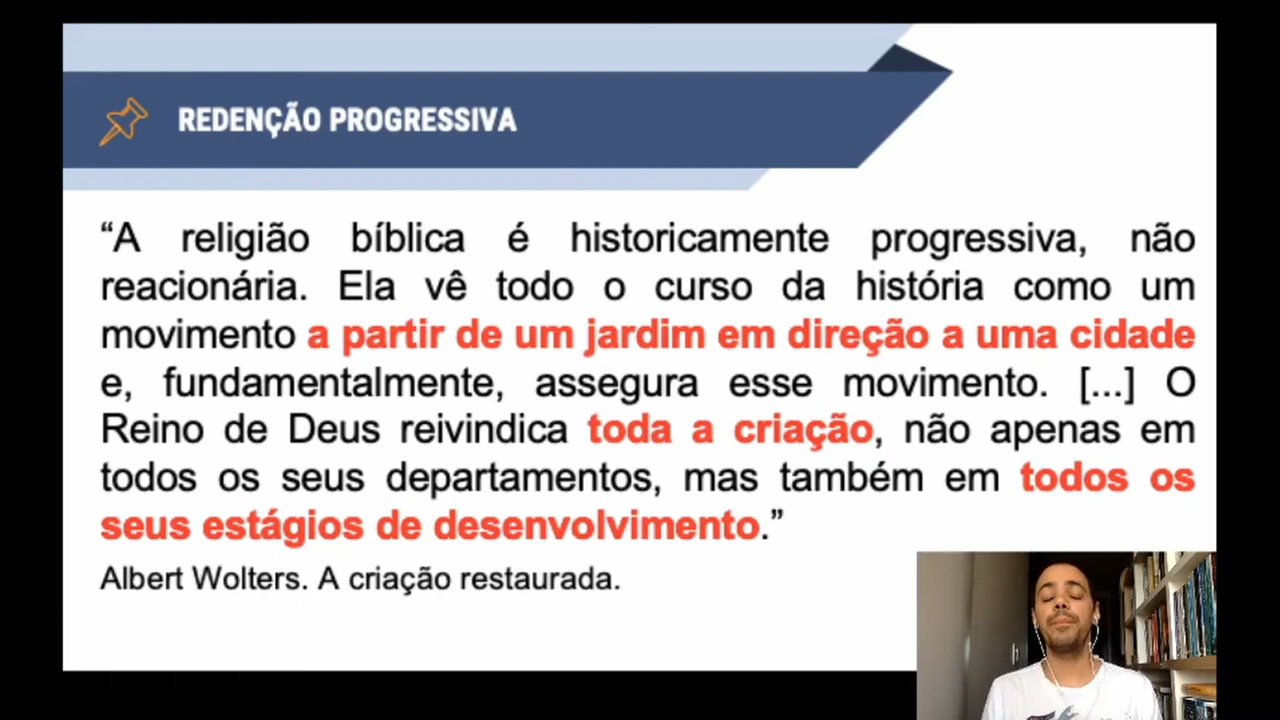 REDENÇÃO PROGRESSIVA
“A religião bíblica é historicamente progressiva, não
reacionária. Ela vê todo o curso da história como um
movimento a partir de um jardim em direção a uma cidade
e, fundamentalmente, assegura esse movimento. [...] O
Reino de Deus reivindica toda a criação, não apenas em
todos os seus departamentos, mas também em todos os
seus estágios de desenvolvimento.”
Albert Wolters. A criação restaurada.